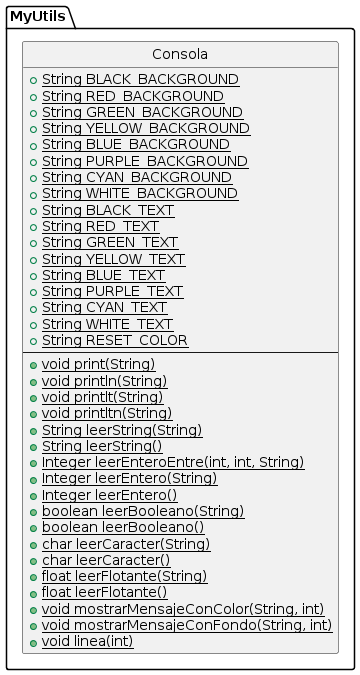 MyUtils
Consola
String BLACK_BACKGROUND
String RED_BACKGROUND
String GREEN_BACKGROUND
String YELLOW_BACKGROUND
String BLUE_BACKGROUND
String PURPLE_BACKGROUND
String CYAN_BACKGROUND
String WHITE_BACKGROUND
String BLACK_TEXT
String RED_TEXT
String GREEN_TEXT
String YELLOW_TEXT
String BLUE_TEXT
String PURPLE_TEXT
String CYAN_TEXT
String WHITE_TEXT
String RESET_COLOR
void print(String)
void println(String)
void printlt(String)
void printltn(String)
String leerString(String)
String leerString()
Integer leerEnteroEntre(int, int, String)
Integer leerEntero(String)
Integer leerEntero()
boolean leerBooleano(String)
boolean leerBooleano()
char leerCaracter(String)
char leerCaracter()
float leerFlotante(String)
float leerFlotante()
void mostrarMensajeConColor(String, int)
void mostrarMensajeConFondo(String, int)
void linea(int)